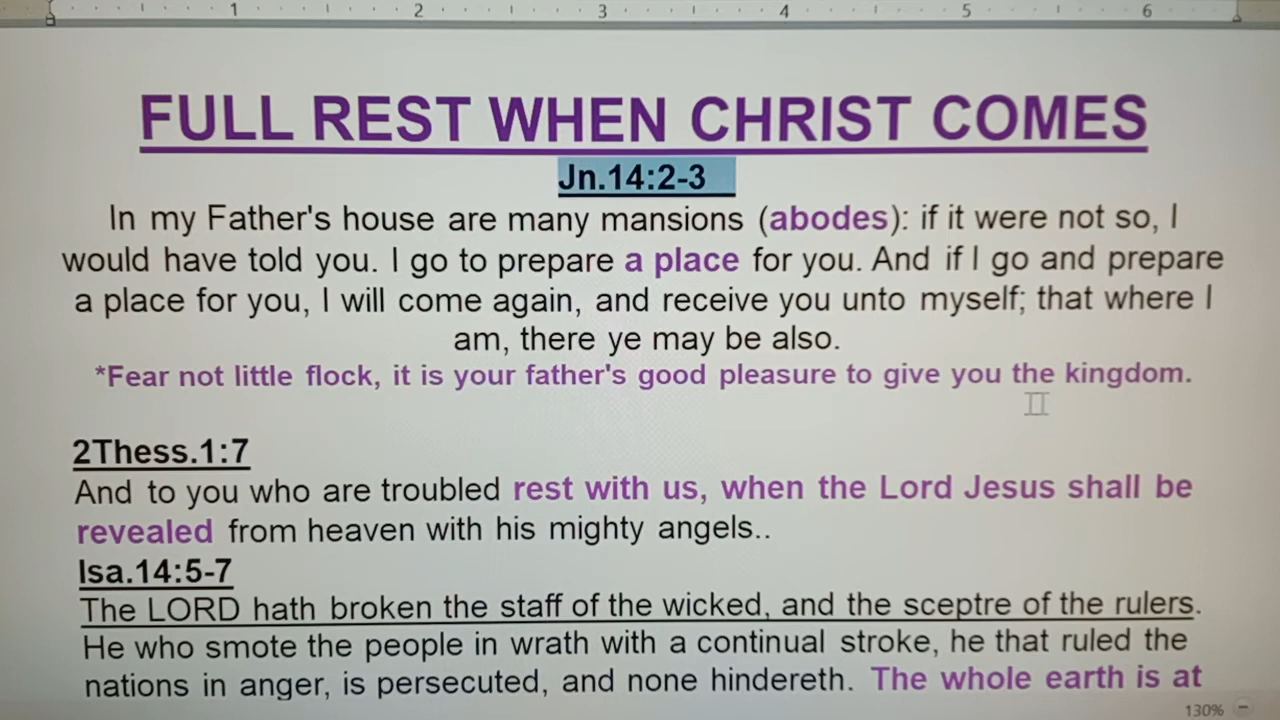 1 2 3 4 5 6
FULL REST WHEN CHRIST COMES
Jn.14:2-3
In my Father's house are many mansions (abodes): if it were not so, I
would have told you. I go to prepare a place for you. And if I go and prepare
a place for you, I will come again, and receive you unto myself; that where I
am, there ye may be also.
*Fear not little flock, it is your father's good pleasure to give you the kingdom.
2Thess.1:7
And to you who are troubled rest with us, when the Lord Jesus shall be
revealed from heaven with his mighty angels..
Isa.14:5-7
The LORD hath broken the staff of the wicked, and the sceptre of the rulers.
He who smote the people in wrath with a continual stroke, he that ruled the
nations in anger, is persecuted, and none hindereth. The whole earth is at
130%